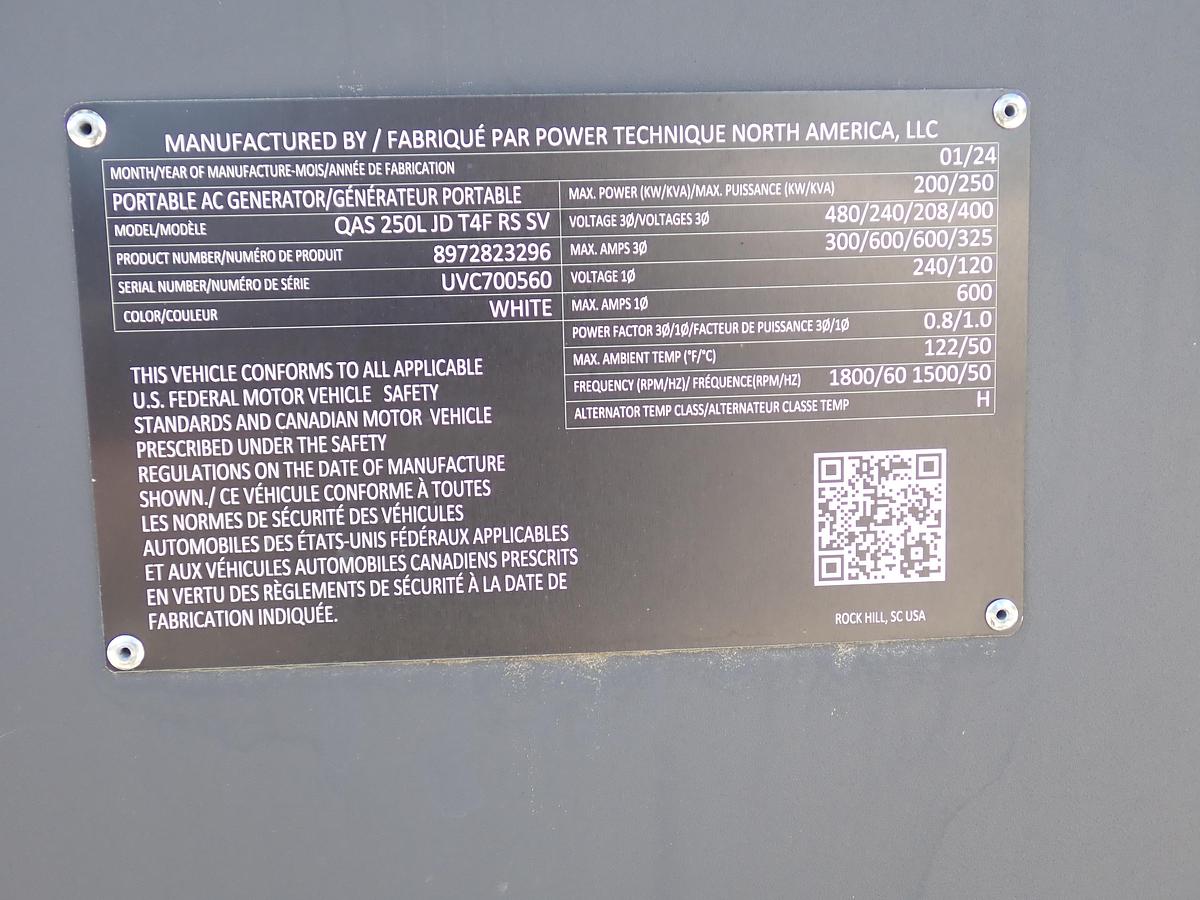 MANUFACTURED BY / FABRIQUÉ PAR POWER TECHNIQUE NORTH AMERICA, LLC
MONTH/YEAR OF MANUFACTURE-MOIS/ANNÉE DE FABRICATION 01/24
PORTABLE AC GENERATOR/GÉNÉRATEUR PORTABLE
MODEL/MODÈLE QAS 250L JD T4F RS SV
PRODUCT NUMBER/NUMÉRO DE PRODUIT 8972823296
SERIAL NUMBER/NUMÉRO DE SÉRIE UVC700560
COLOR/COULEUR WHITE
MAX. POWER (KW/KVA)/MAX. PUISSANCE (KW/KVA) 200/250
VOLTAGE 3Ø/VOLTAGES 3Ø 480/240/208/400
MAX. AMPS 3Ø 300/600/600/325
VOLTAGE 1Ø 240/120
MAX. AMPS 1Ø 600
POWER FACTOR 3Ø/1Ø/FACTEUR DE PUISSANCE 3Ø/1Ø 0.8/1.0
MAX. AMBIENT TEMP (°F/°C) 122/50
FREQUENCY (RPM/HZ)/ FRÉQUENCE(RPM/HZ) 1800/60 1500/50
ALTERNATOR TEMP CLASS/ALTERNATEUR CLASSE TEMP H
THIS VEHICLE CONFORMS TO ALL APPLICABLE
U.S. FEDERAL MOTOR VEHICLE SAFETY
STANDARDS AND CANADIAN MOTOR VEHICLE
PRESCRIBED UNDER THE SAFETY
REGULATIONS ON THE DATE OF MANUFACTURE
SHOWN./ CE VÉHICULE CONFORME À TOUTES
LES NORMES DE SÉCURITÉ DES VÉHICULES
AUTOMOBILES DES ÉTATS-UNIS FÉDÉRAUX APPLICABLES
ET AUX VÉHICULES AUTOMOBILES CANADIENS PRESCRITS
EN VERTU DES RÈGLEMENTS DE SÉCURITÉ À LA DATE DE
FABRICATION INDIQUÉE.
ROCK HILL, SC USA